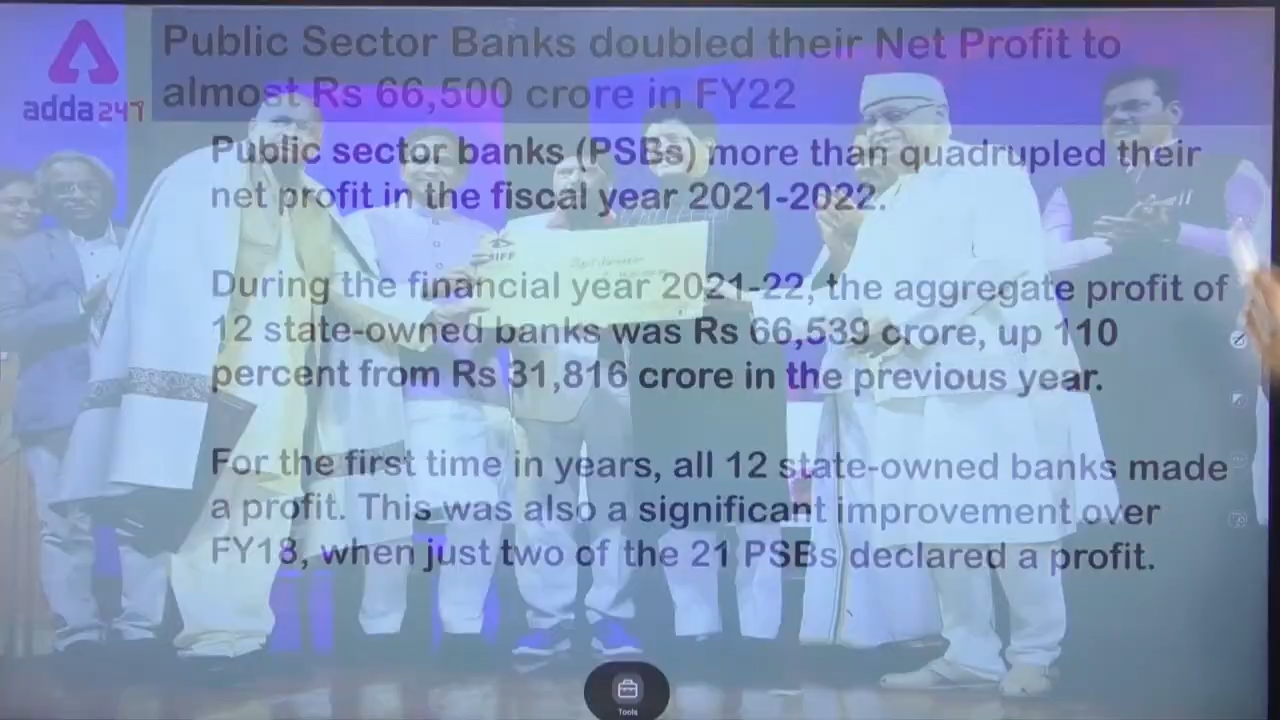 adda247
Public Sector Banks doubled their Net Profit to
almost Rs 66,500 crore in FY22
Public sector banks (PSBs) more than quadrupled their
net profit in the fiscal year 2021-2022.
During the financial year 2021-22, the aggregate profit of
12 state-owned banks was Rs 66,539 crore, up 110
percent from Rs 31,816 crore in the previous year.
For the first time in years, all 12 state-owned banks made
a profit. This was also a significant improvement over
FY18, when just two of the 21 PSBs declared a profit.
Tools